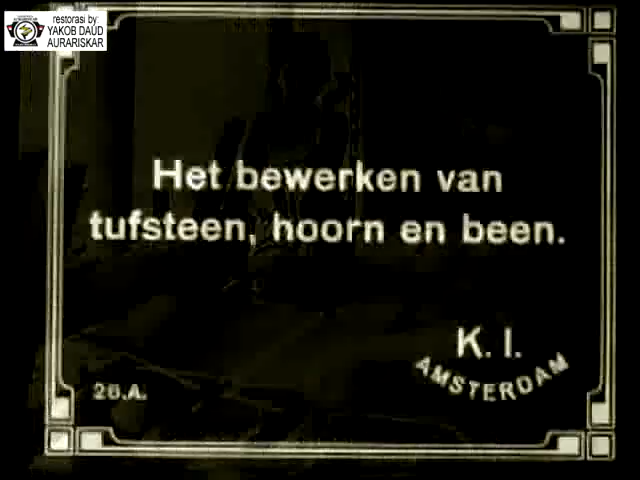 restorasi by:
YAKOB DAUD
AURARISKAR
Het bewerken van
tufsteen, hoorn en been.
K. I.
AMSTERDAM
26.A.